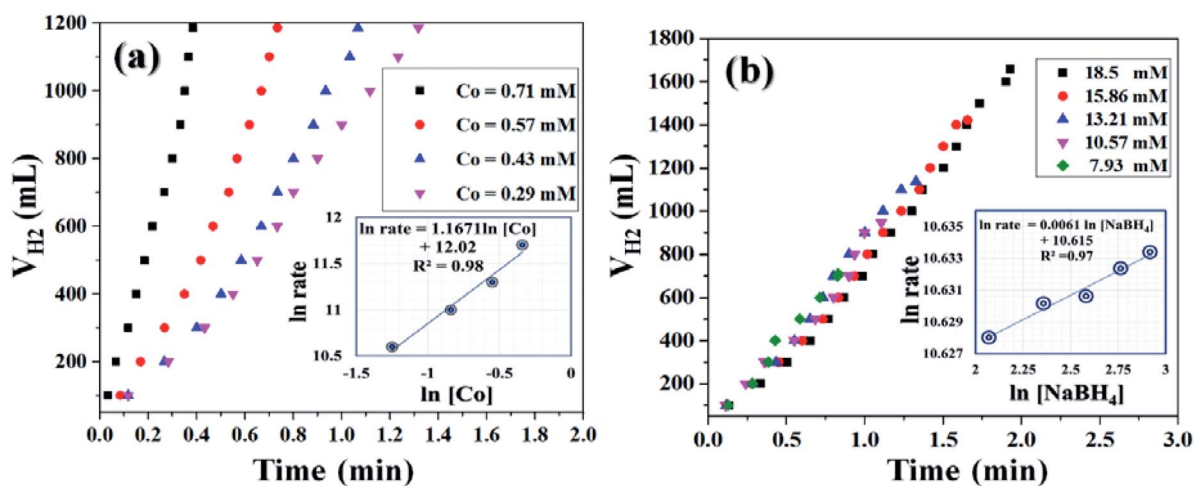 (a)
1200
1000
800
600
400
200
0.0 0.2 0.4 0.6 0.8 1.0 1.2 1.4 1.6 1.8 2.0
V_H2 (mL)
Time (min)
Co = 0.71 mM
Co = 0.57 mM
Co = 0.43 mM
Co = 0.29 mM
ln rate = 1.1671ln [Co]
+ 12.02
R² = 0.98
12
11.5
11
10.5
-1.5 -1 -0.5 0
ln rate
ln [Co]
(b)
1800
1600
1400
1200
1000
800
600
400
200
0
0.0 0.5 1.0 1.5 2.0 2.5 3.0
V_H2 (mL)
Time (min)
18.5 mM
15.86 mM
13.21 mM
10.57 mM
7.93 mM
ln rate = 0.0061 ln [NaBH₄]
+ 10.615
R² =0.97
10.635
10.633
10.631
10.629
10.627
2 2.25 2.5 2.75 3
ln rate
ln [NaBH₄]